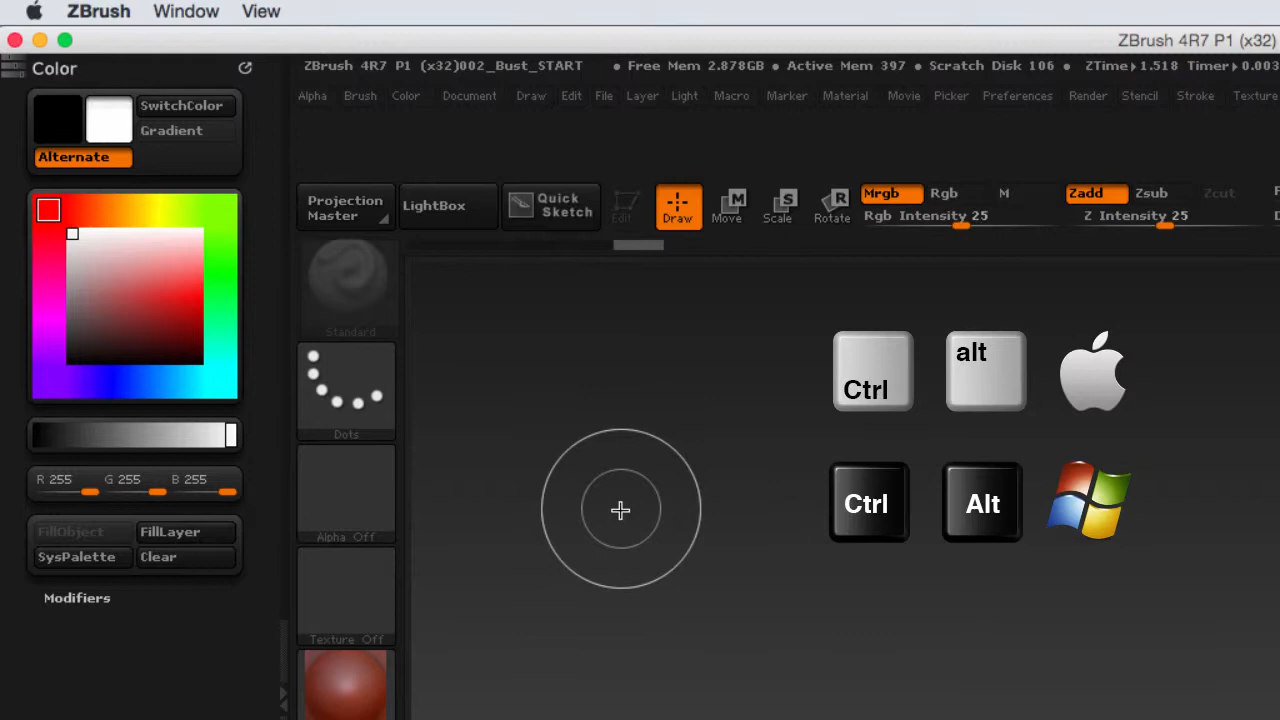 ZBrush Window View
ZBrush 4R7 P1 (x32)
Color
ZBrush 4R7 P1 (x32)002_Bust_START • Free Mem 2.878GB • Active Mem 397 • Scratch Disk 106 • ZTime▸1.518 Timer▸0.003
Alpha Brush Color Document Draw Edit File Layer Light Macro Marker Material Movie Picker Preferences Render Stencil Stroke Texture
SwitchColor
Gradient
Alternate
Projection
Master
LightBox
Quick
Sketch
Edit
Draw
Move
M
Scale
S
Rotate
R
Mrgb Rgb M
Rgb Intensity 25
Zadd Zsub Zcut
Z Intensity 25
Standard
Dots
Alpha Off
Texture Off
R 255 G 255 B 255
FillObject FillLayer
SysPalette Clear
Modifiers
Ctrl alt
Ctrl Alt